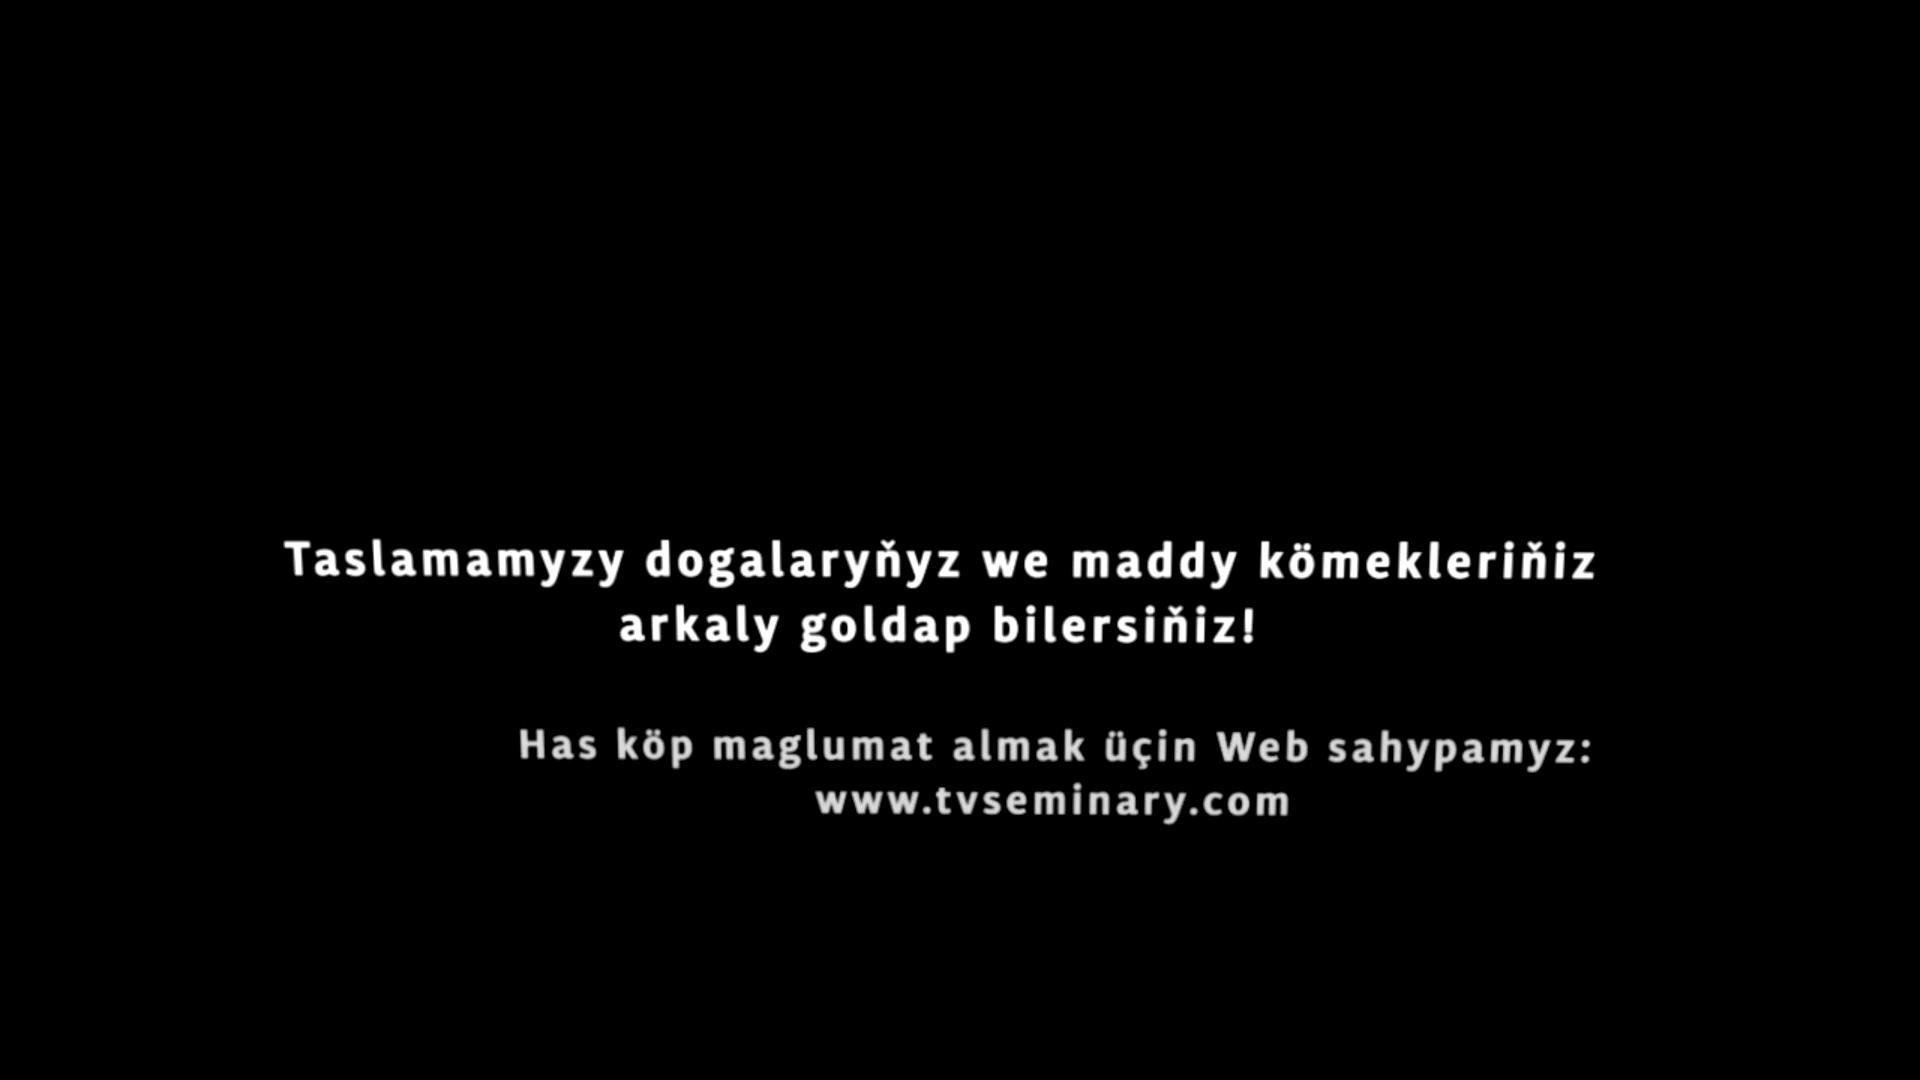 Taslamamyzy dogalaryňyz we maddy kömekleriňiz
arkaly goldap bilersiňiz!
Has köp maglumat almak üçin Web sahypamyz:
www.tvseminary.com